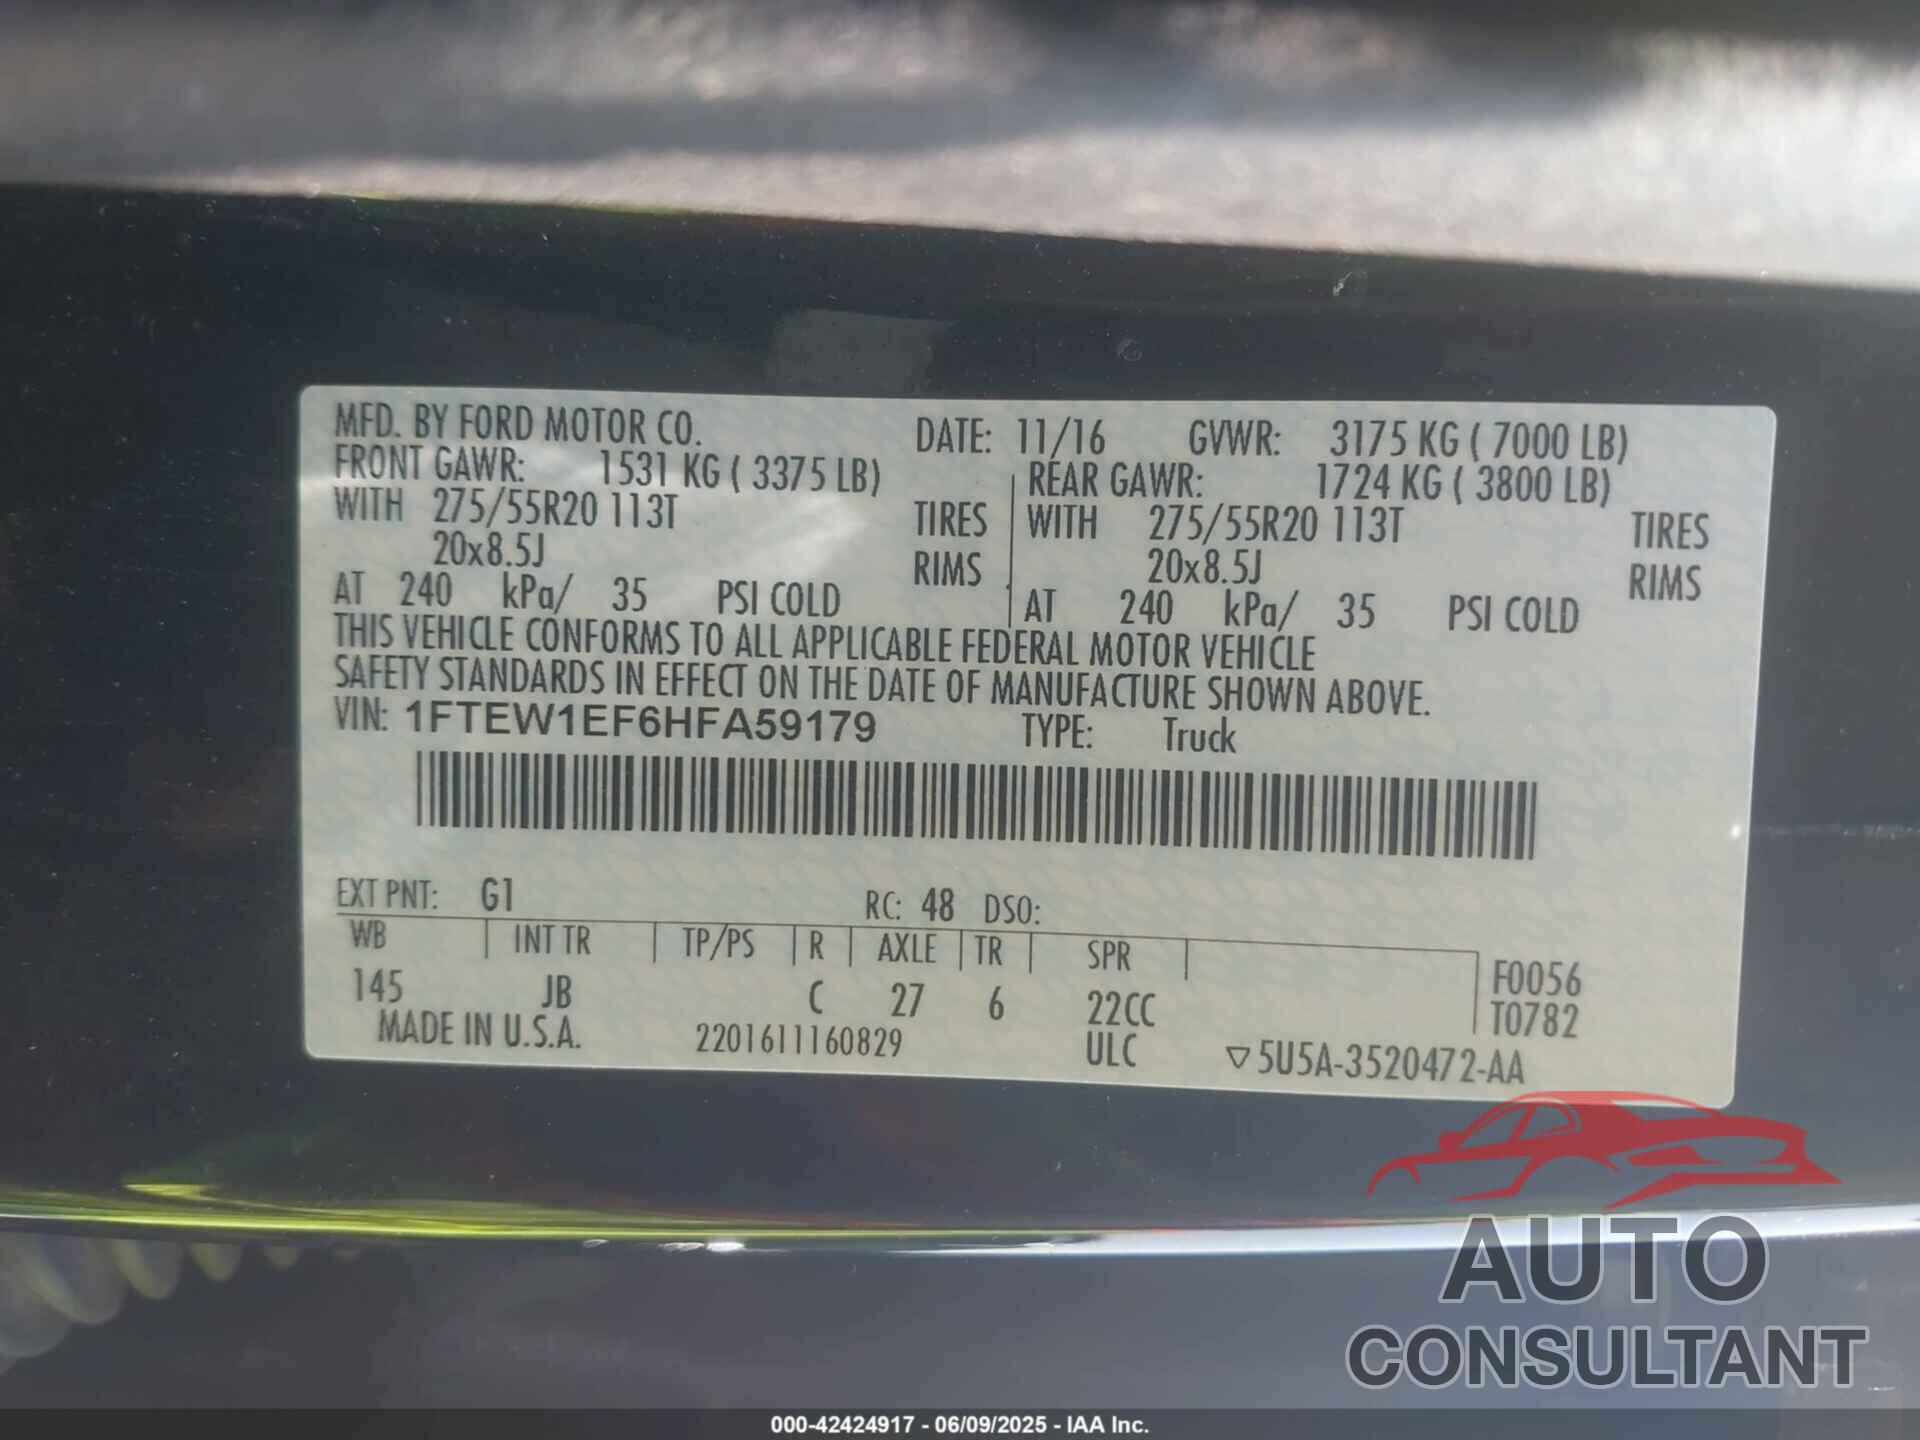 MFD. BY FORD MOTOR CO. DATE: 11/16 GVWR: 3175 KG ( 7000 LB)
FRONT GAWR: 1531 KG ( 3375 LB) REAR GAWR: 1724 KG ( 3800 LB)
WITH 275/55R20 113T TIRES WITH 275/55R20 113T TIRES
20x8.5J RIMS 20x8.5J RIMS
AT 240 kPa/ 35 PSI COLD AT 240 kPa/ 35 PSI COLD
THIS VEHICLE CONFORMS TO ALL APPLICABLE FEDERAL MOTOR VEHICLE
SAFETY STANDARDS IN EFFECT ON THE DATE OF MANUFACTURE SHOWN ABOVE.
VIN: 1FTEW1EF6HFA59179 TYPE: Truck
EXT PNT: G1 RC: 48 DSO:
WB INT TR TP/PS R AXLE TR SPR F0056
145 JB C 27 6 22CC T0782
MADE IN U.S.A. 2201611160829 ULC ▽5U5A-3520472-AA
AUTO
CONSULTANT
000-42424917 - 06/09/2025 - IAA Inc.